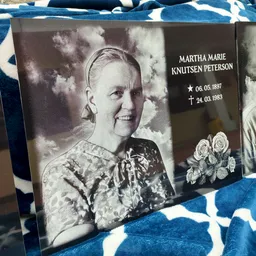 MARTHA MARIE
KNUTSEN PETERSON
★ 06. 05. 1897
✝ 24. 03. 1983